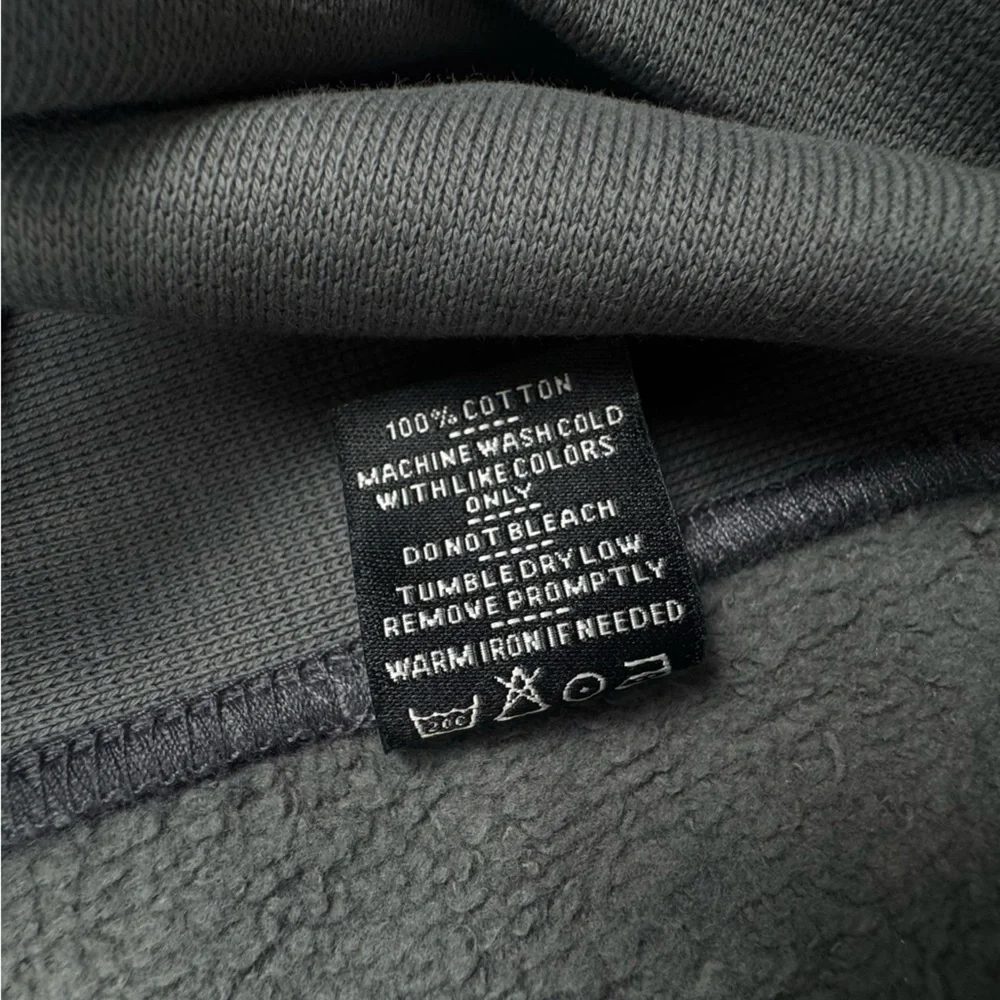 100% COTTON
MACHINE WASH COLD
WITH LIKE COLORS
ONLY
DO NOT BLEACH
TUMBLE DRY LOW
REMOVE PROMPTLY
WARM IRON IF NEEDED